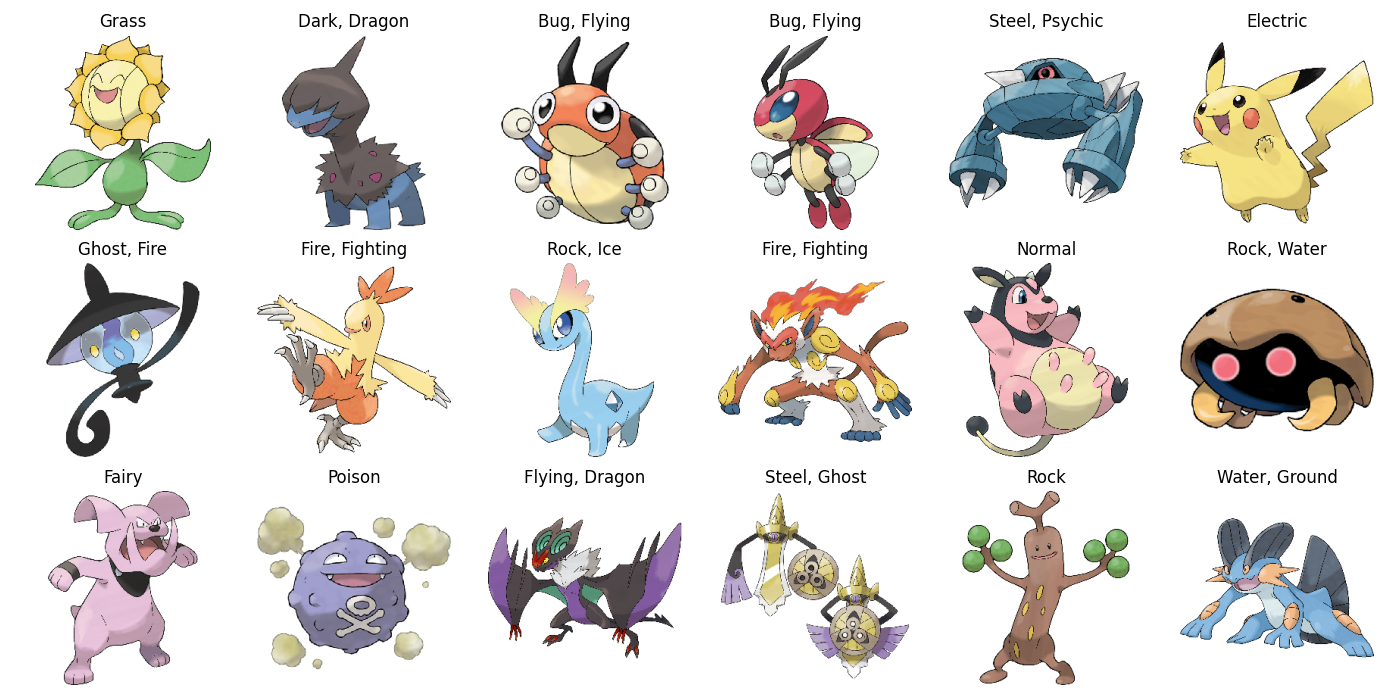 Grass
Dark, Dragon
Bug, Flying
Bug, Flying
Steel, Psychic
Electric
Ghost, Fire
Fire, Fighting
Rock, Ice
Fire, Fighting
Normal
Rock, Water
Fairy
Poison
Flying, Dragon
Steel, Ghost
Rock
Water, Ground